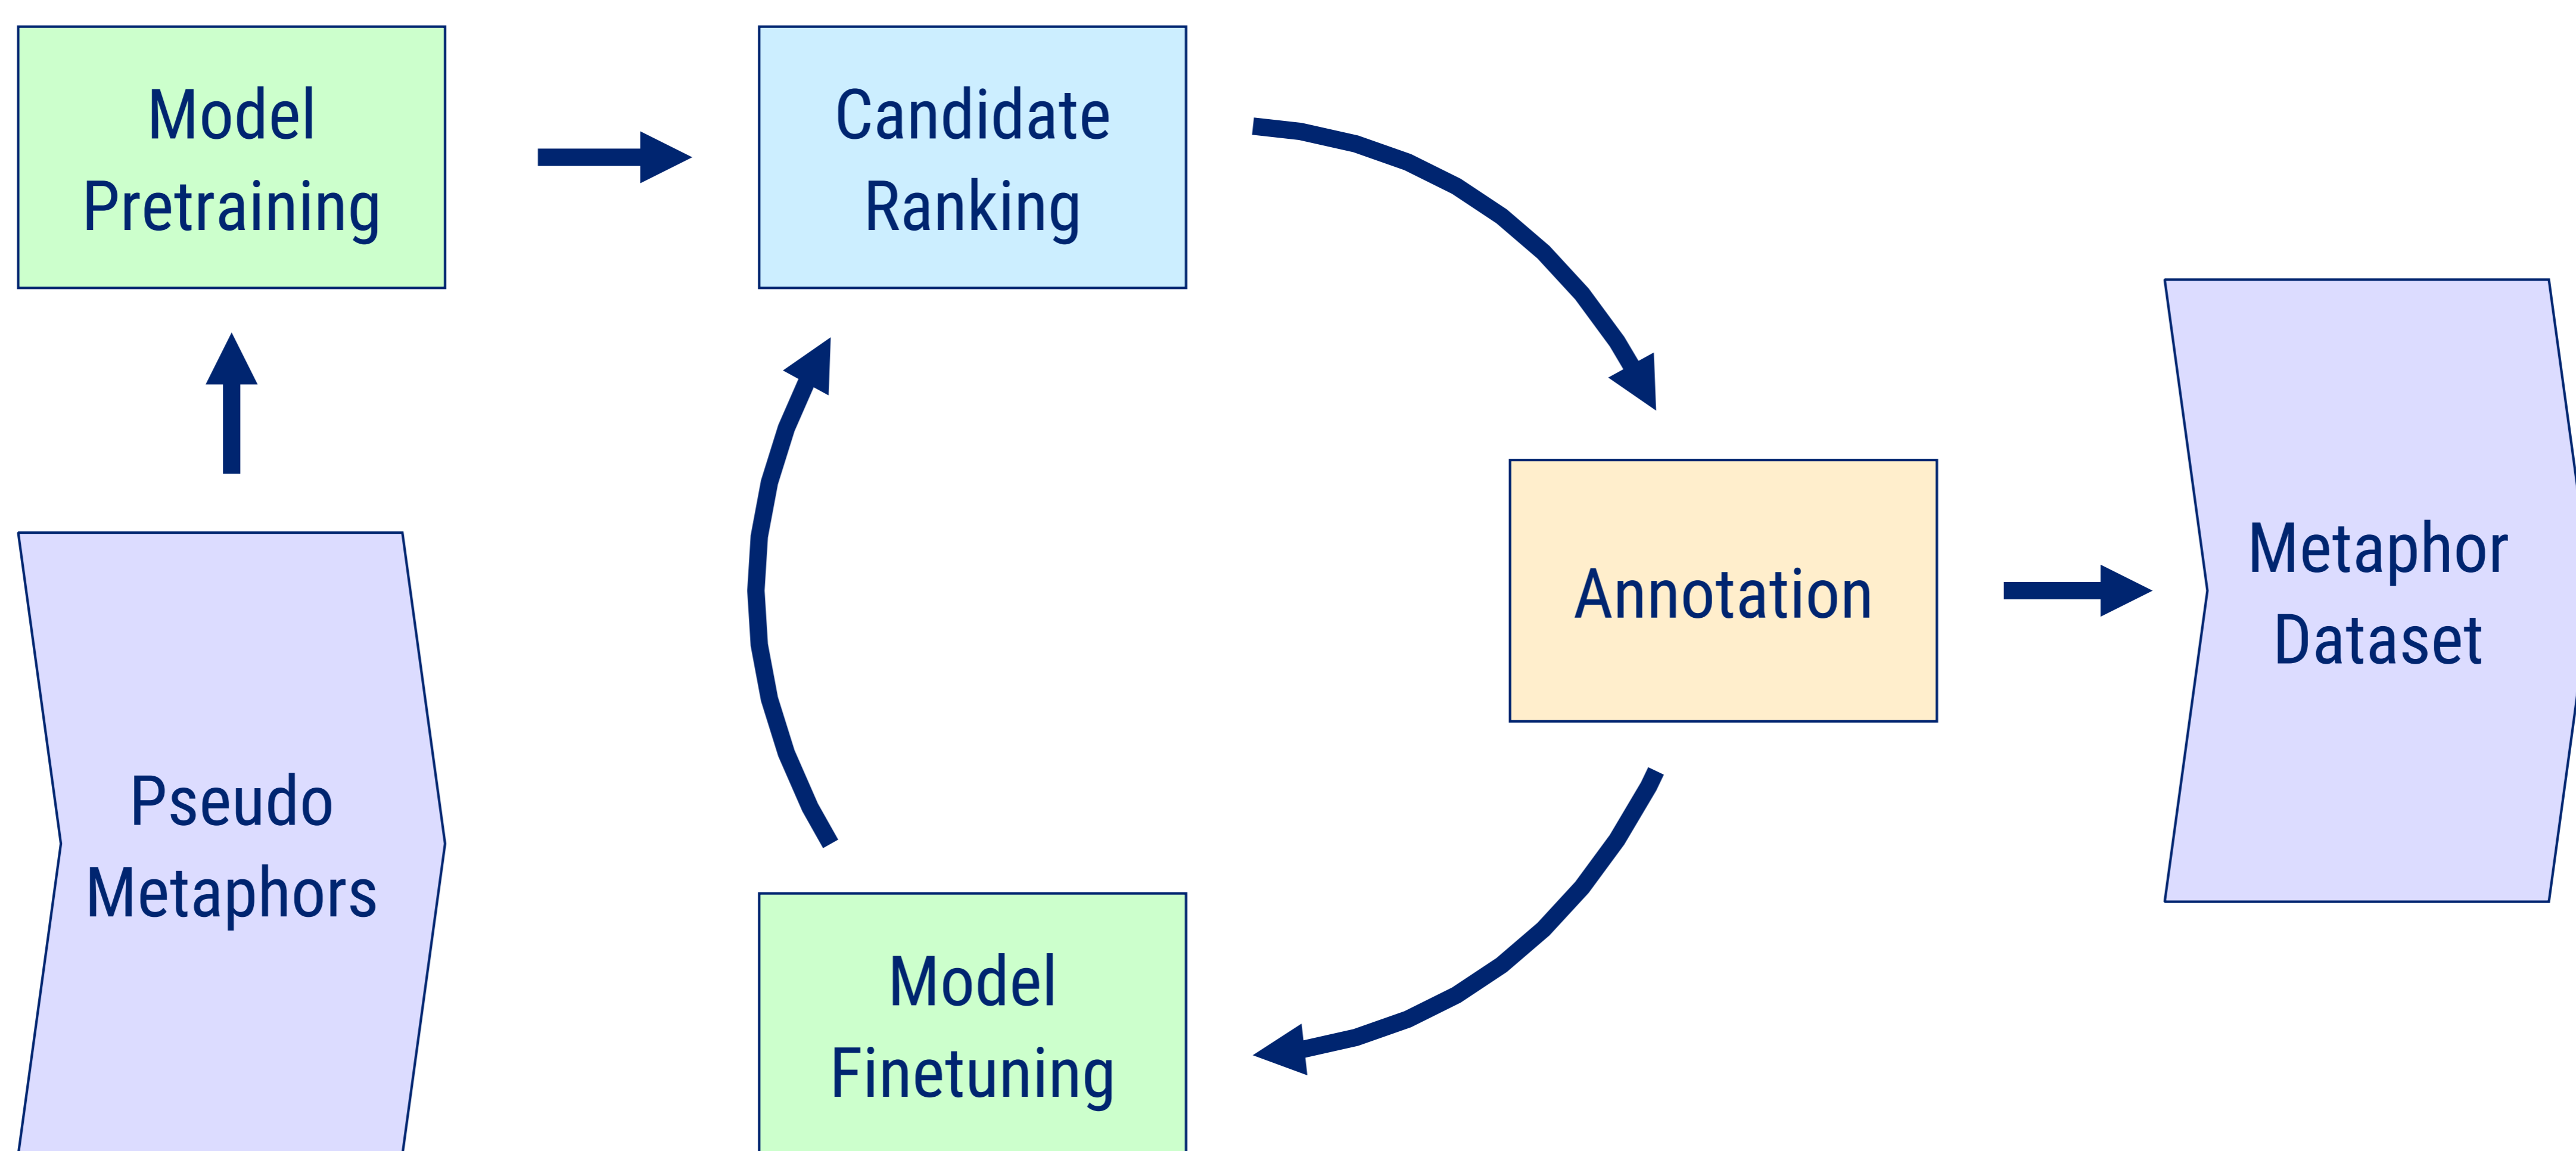 Model
Pretraining
Candidate
Ranking
Annotation
Metaphor
Dataset
Pseudo
Metaphors
Model
Finetuning